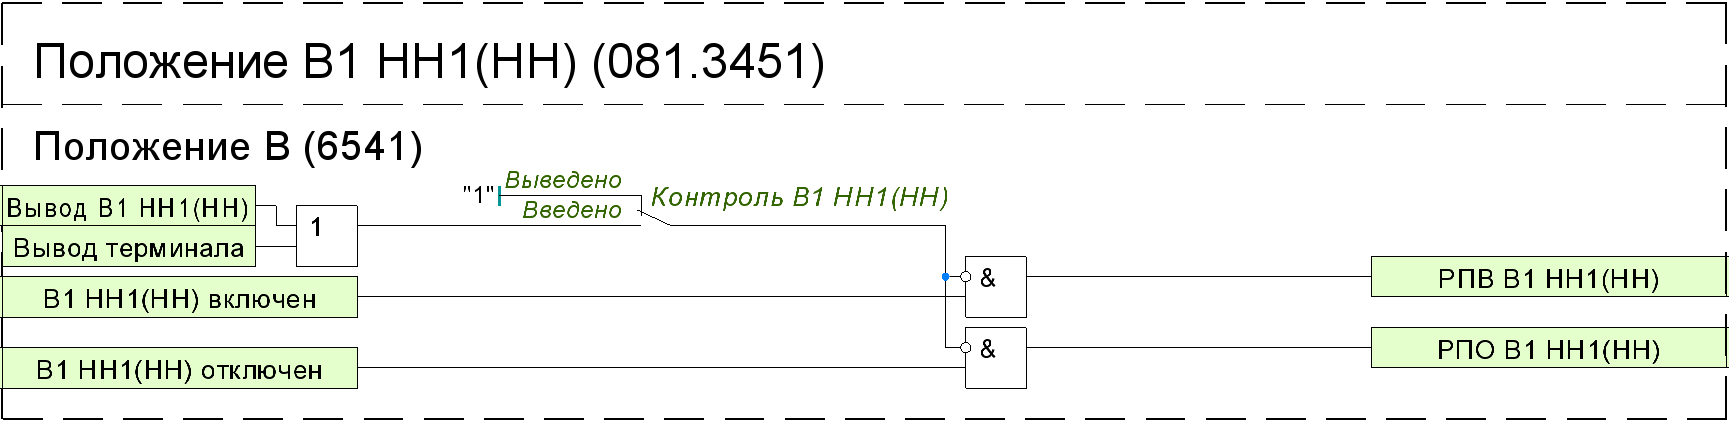 Положение В1 НН1(НН) (081.3451)
Положение В (6541)
Вывод В1 НН1(НН)
Вывод терминала
1
"1"
Выведено
Введено
Контроль В1 НН1(НН)
В1 НН1(НН) включен
&
РПВ В1 НН1(НН)
В1 НН1(НН) отключен
&
РПО В1 НН1(НН)